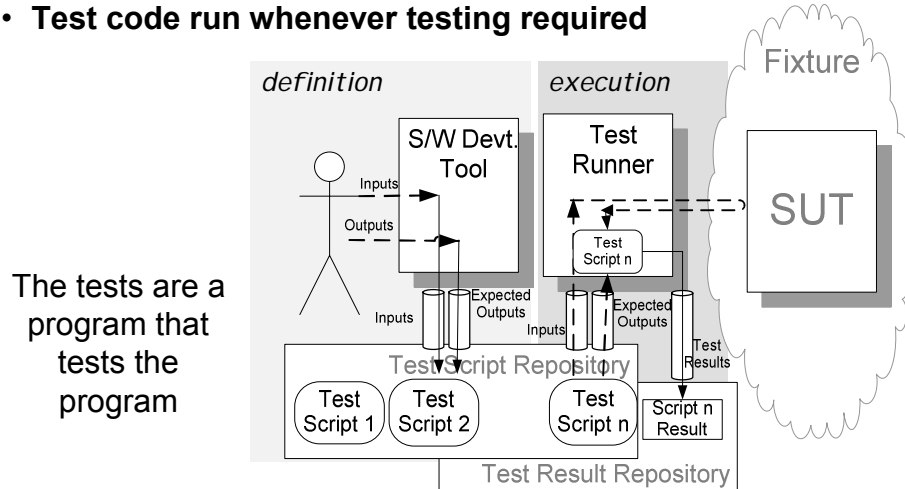 • Test code run whenever testing required
definition
execution
Fixture
S/W Devt.
Tool
Test
Runner
Inputs
Outputs
SUT
Test
Script n
The tests are a
program that
tests the
program
Inputs
Expected
Outputs
Inputs
Expected
Outputs
Test
Results
Test Script Repository
Test
Script 1
Test
Script 2
Test
Script n
Script n
Result
Test Result Repository